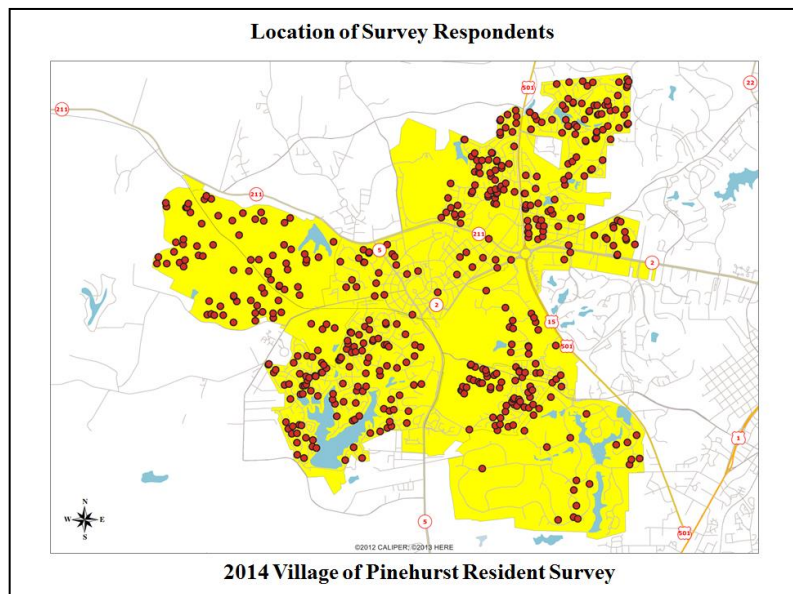 Location of Survey Respondents
501
22
211
211
211
5
2
2
15
501
1
N
W E
S
5
501
©2012 CALIPER; ©2013 HERE
2014 Village of Pinehurst Resident Survey